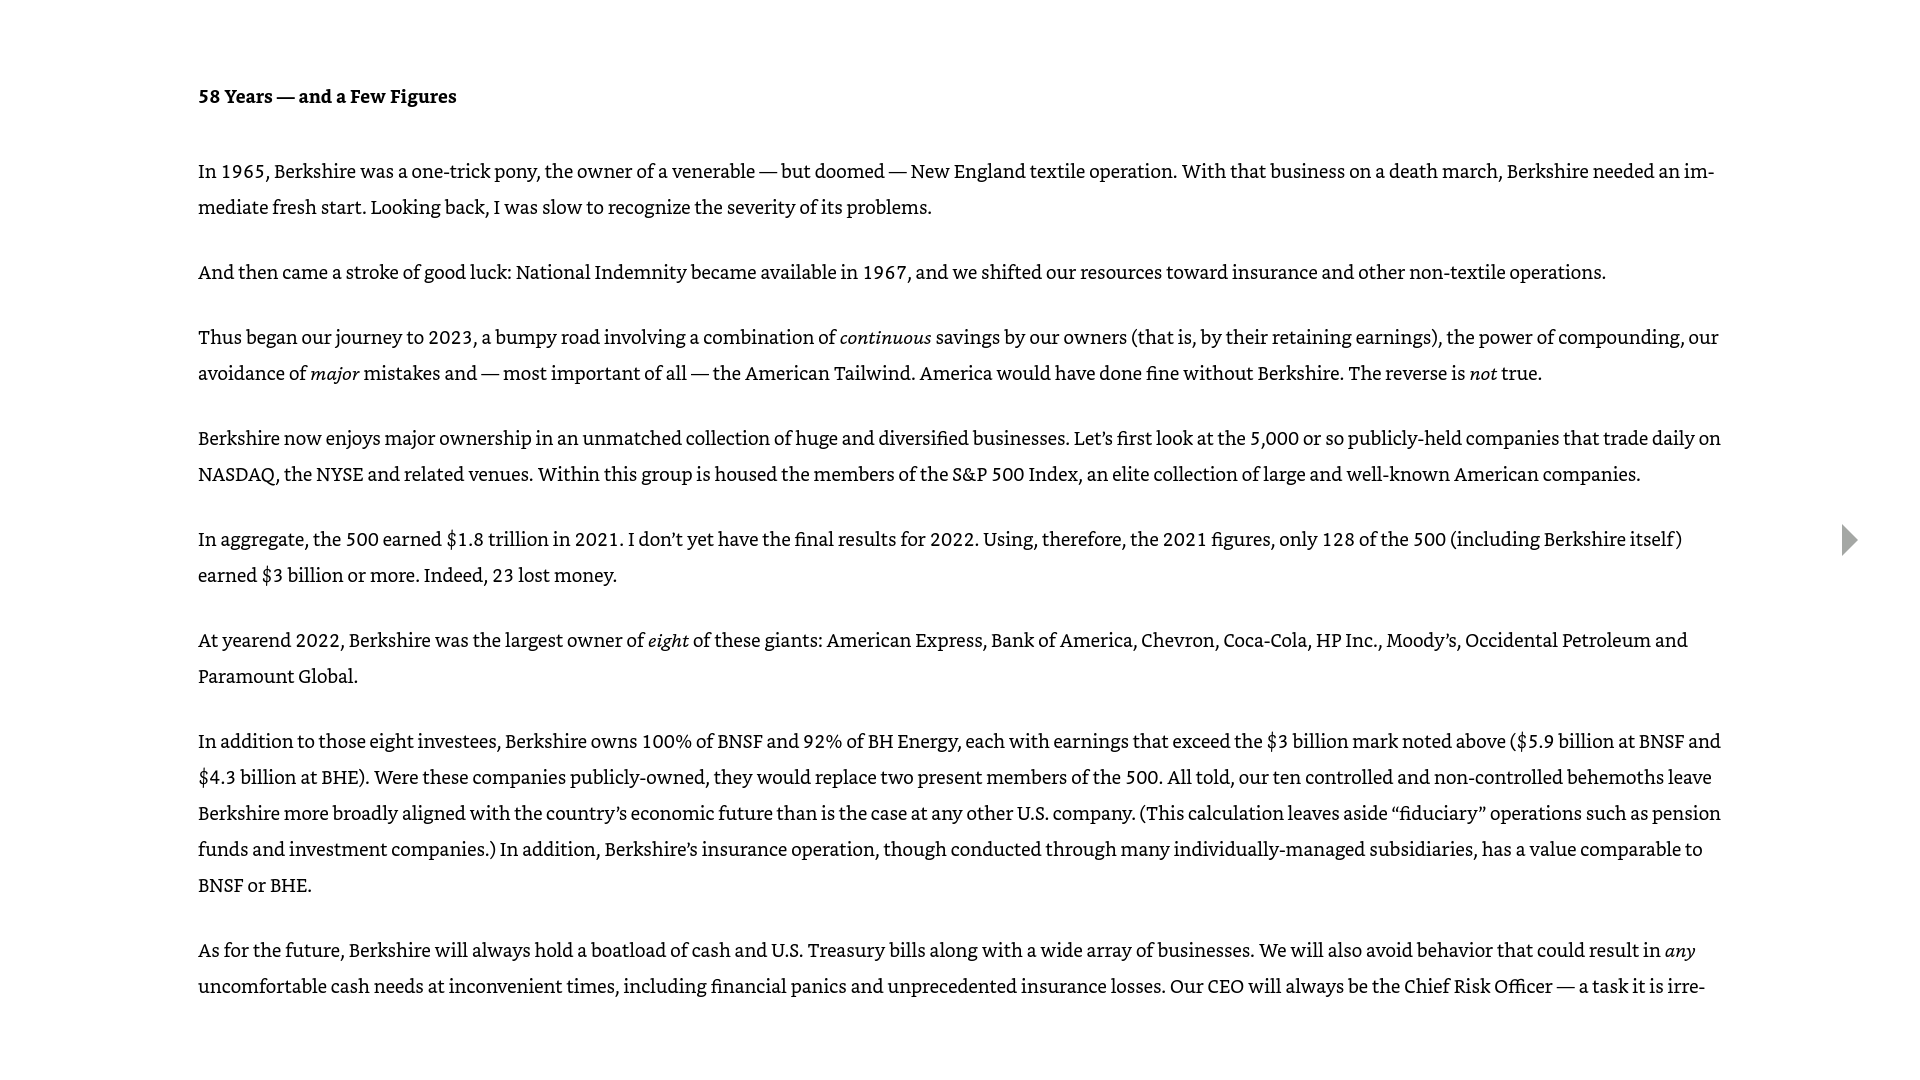 58 Years — and a Few Figures
In 1965, Berkshire was a one-trick pony, the owner of a venerable — but doomed — New England textile operation. With that business on a death march, Berkshire needed an im-
mediate fresh start. Looking back, I was slow to recognize the severity of its problems.
And then came a stroke of good luck: National Indemnity became available in 1967, and we shifted our resources toward insurance and other non-textile operations.
Thus began our journey to 2023, a bumpy road involving a combination of continuous savings by our owners (that is, by their retaining earnings), the power of compounding, our
avoidance of major mistakes and — most important of all — the American Tailwind. America would have done fine without Berkshire. The reverse is not true.
Berkshire now enjoys major ownership in an unmatched collection of huge and diversified businesses. Let’s first look at the 5,000 or so publicly-held companies that trade daily on
NASDAQ, the NYSE and related venues. Within this group is housed the members of the S&P 500 Index, an elite collection of large and well-known American companies.
In aggregate, the 500 earned $1.8 trillion in 2021. I don’t yet have the final results for 2022. Using, therefore, the 2021 figures, only 128 of the 500 (including Berkshire itself)
earned $3 billion or more. Indeed, 23 lost money.
At yearend 2022, Berkshire was the largest owner of eight of these giants: American Express, Bank of America, Chevron, Coca-Cola, HP Inc., Moody’s, Occidental Petroleum and
Paramount Global.
In addition to those eight investees, Berkshire owns 100% of BNSF and 92% of BH Energy, each with earnings that exceed the $3 billion mark noted above ($5.9 billion at BNSF and
$4.3 billion at BHE). Were these companies publicly-owned, they would replace two present members of the 500. All told, our ten controlled and non-controlled behemoths leave
Berkshire more broadly aligned with the country’s economic future than is the case at any other U.S. company. (This calculation leaves aside “fiduciary” operations such as pension
funds and investment companies.) In addition, Berkshire’s insurance operation, though conducted through many individually-managed subsidiaries, has a value comparable to
BNSF or BHE.
As for the future, Berkshire will always hold a boatload of cash and U.S. Treasury bills along with a wide array of businesses. We will also avoid behavior that could result in any
uncomfortable cash needs at inconvenient times, including financial panics and unprecedented insurance losses. Our CEO will always be the Chief Risk Officer — a task it is irre-